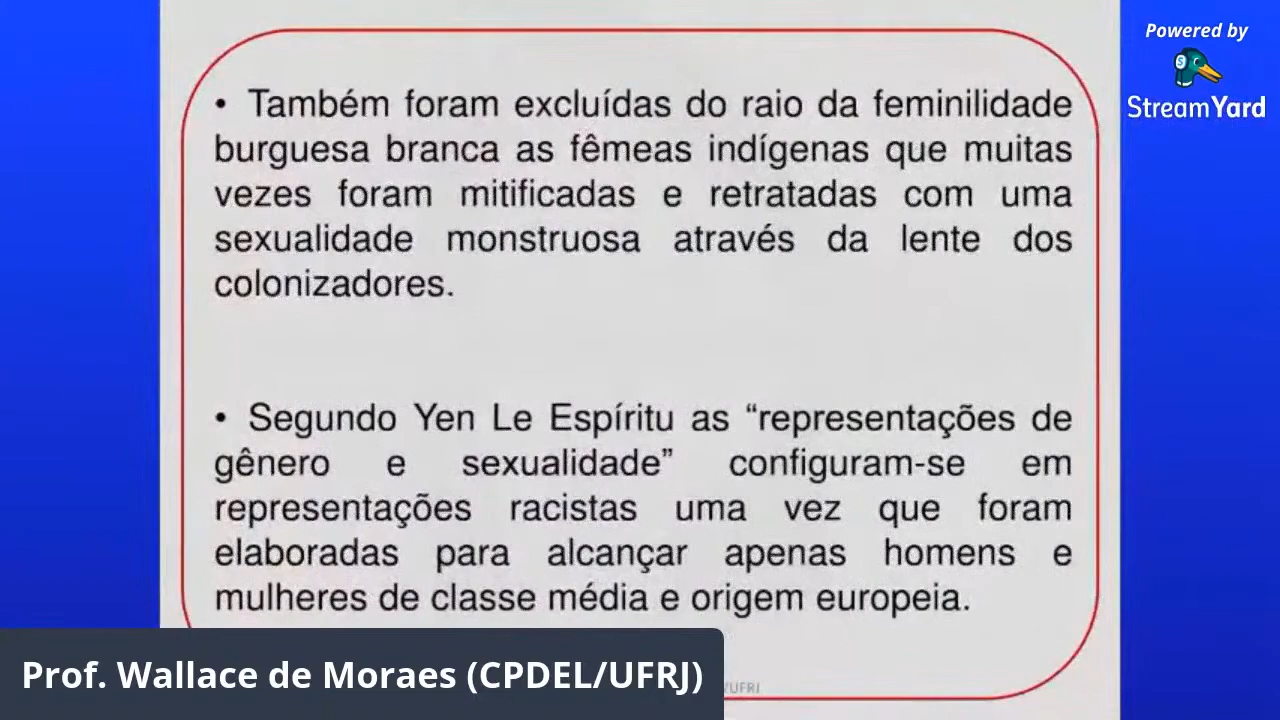 Powered by
StreamYard
• Também foram excluídas do raio da feminilidade
burguesa branca as fêmeas indígenas que muitas
vezes foram mitificadas e retratadas com uma
sexualidade monstruosa através da lente dos
colonizadores.
• Segundo Yen Le Espíritu as “representações de
gênero e sexualidade” configuram-se em
representações racistas uma vez que foram
elaboradas para alcançar apenas homens e
mulheres de classe média e origem europeia.
/UFRJ
Prof. Wallace de Moraes (CPDEL/UFRJ)